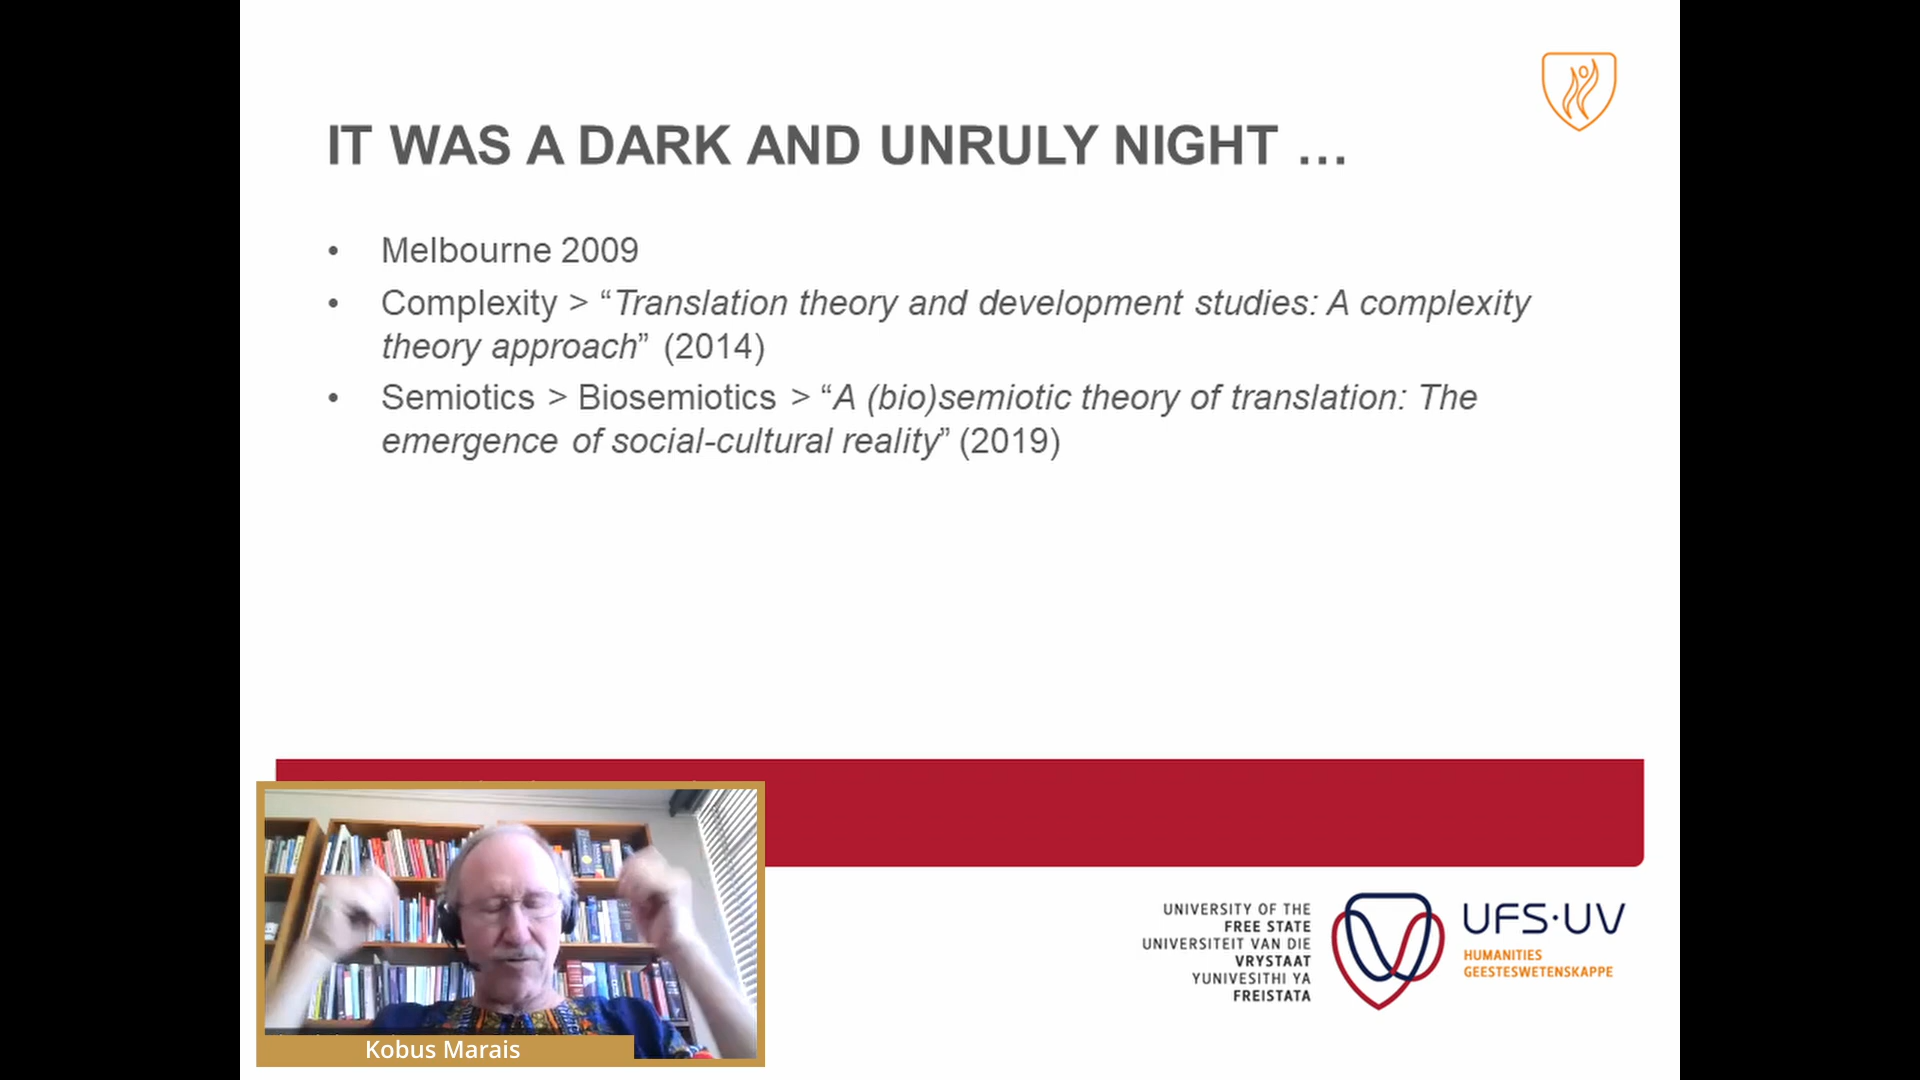 IT WAS A DARK AND UNRULY NIGHT …
• Melbourne 2009
• Complexity > “Translation theory and development studies: A complexity
theory approach” (2014)
• Semiotics > Biosemiotics > “A (bio)semiotic theory of translation: The
emergence of social-cultural reality” (2019)
UNIVERSITY OF THE
FREE STATE
UNIVERSITEIT VAN DIE
VRYSTAAT
YUNIVESITHI YA
FREISTATA
UFS·UV
HUMANITIES
GEESTESWETENSKAPPE
Kobus Marais